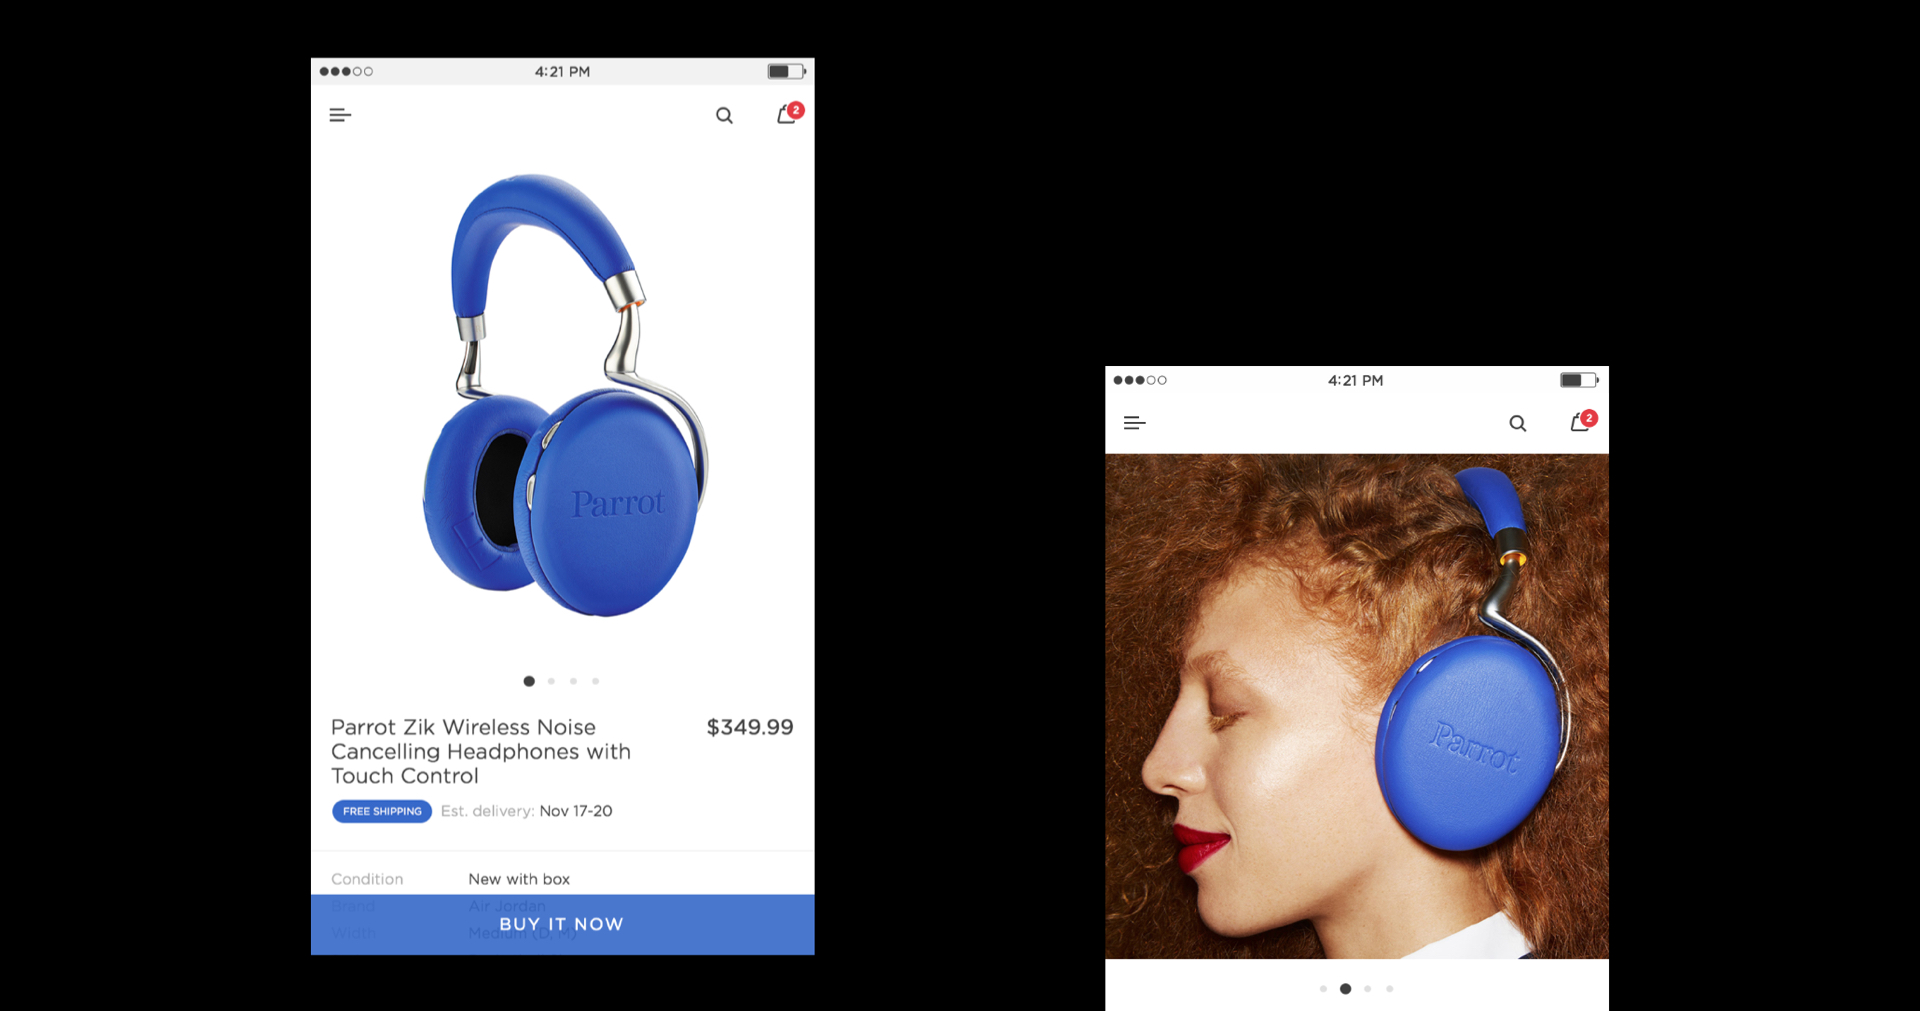 4:21 PM
2
Parrot
Parrot Zik Wireless Noise
Cancelling Headphones with
Touch Control
$349.99
FREE SHIPPING
Est. delivery: Nov 17-20
Condition
New with box
Brand
Air Jordan
Width
Medium (D, M)
BUY IT NOW
4:21 PM
2
Parrot